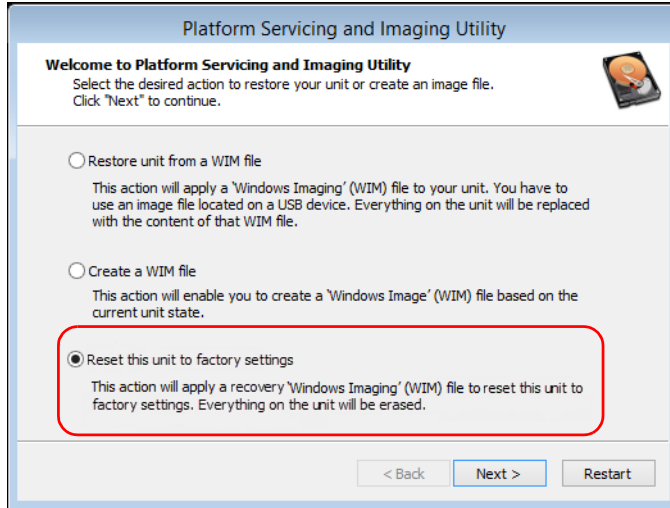 Platform Servicing and Imaging Utility
Welcome to Platform Servicing and Imaging Utility
Select the desired action to restore your unit or create an image file.
Click "Next" to continue.
Restore unit from a WIM file
This action will apply a 'Windows Imaging' (WIM) file to your unit. You have to
use an image file located on a USB device. Everything on the unit will be replaced
with the content of that WIM file.
Create a WIM file
This action will enable you to create a 'Windows Image' (WIM) file based on the
current unit state.
Reset this unit to factory settings
This action will apply a recovery 'Windows Imaging' (WIM) file to reset this unit to
factory settings. Everything on the unit will be erased.
< Back Next > Restart